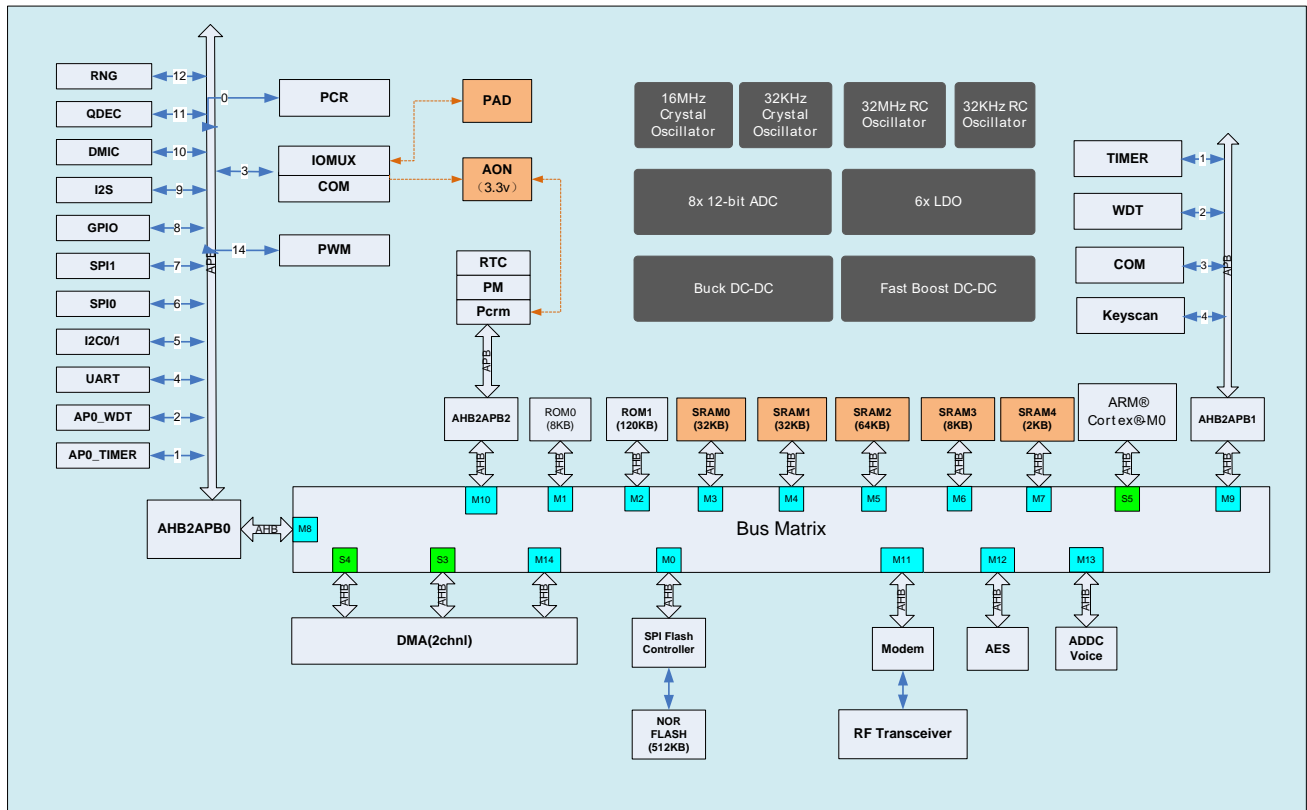 RNG
12
QDEC
11
DMIC
10
I2S
9
GPIO
8
SPI1
7
SPI0
6
I2C0/1
5
UART
4
AP0_WDT
2
AP0_TIMER
1
APB
0
PCR
3
IOMUX
COM
14
PWM
PAD
AON
(3.3v)
RTC
PM
Pcrm
APB
16MHz
Crystal
Oscillator
32KHz
Crystal
Oscillator
32MHz RC
Oscillator
32KHz RC
Oscillator
8x 12-bit ADC
6x LDO
Buck DC-DC
Fast Boost DC-DC
TIMER
1
WDT
2
COM
3
Keyscan
4
APB
AHB2APB2
ROM0
(8KB)
ROM1
(120KB)
SRAM0
(32KB)
SRAM1
(32KB)
SRAM2
(64KB)
SRAM3
(8KB)
SRAM4
(2KB)
ARM®
Cortex®-M0
AHB2APB1
AHB
AHB
AHB
AHB
AHB
AHB
AHB
AHB
AHB
AHB
M10
M1
M2
M3
M4
M5
M6
M7
S5
M9
AHB2APB0
AHB
M8
Bus Matrix
S4
S3
M14
M0
M11
M12
M13
AHB
AHB
AHB
AHB
AHB
AHB
AHB
DMA(2chnl)
SPI Flash
Controller
Modem
AES
ADDC
Voice
NOR
FLASH
(512KB)
RF Transceiver